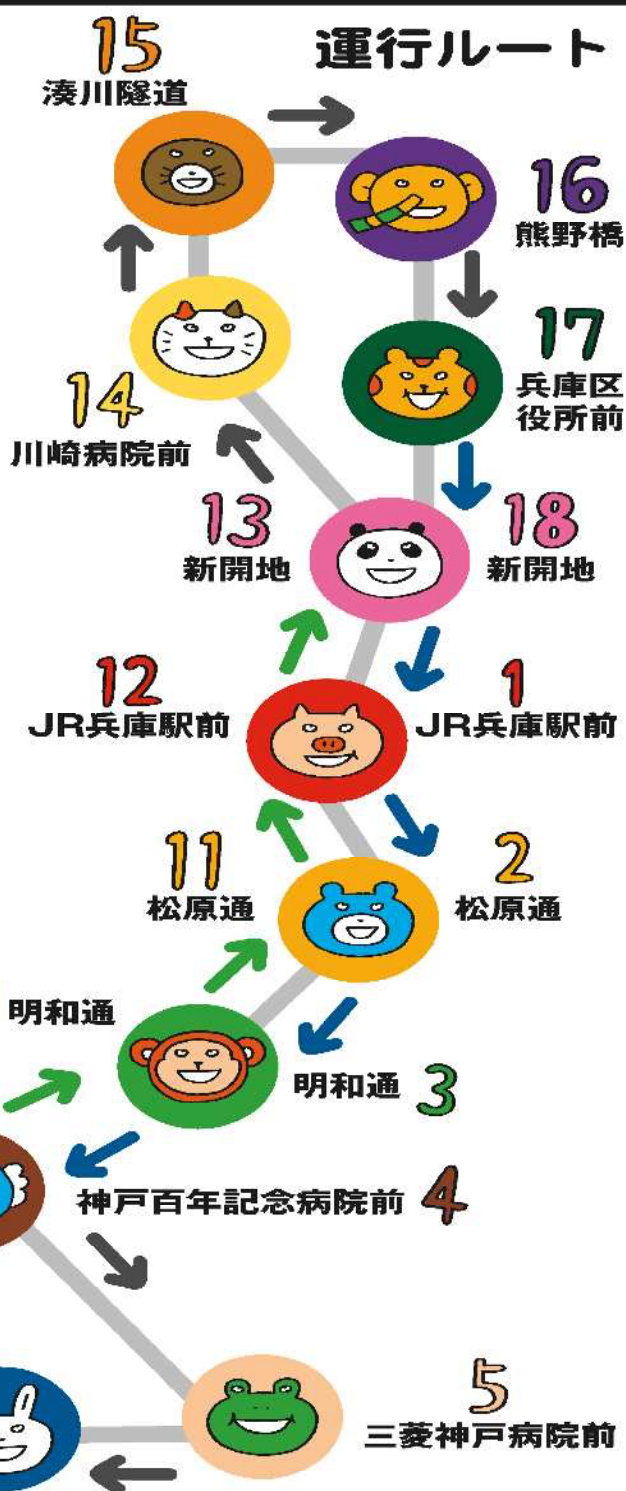 運行ルート
15
湊川隧道
16
熊野橋
17
兵庫区
役所前
14
川崎病院前
13
新開地
18
新開地
12
JR兵庫駅前
1
JR兵庫駅前
11
松原通
2
松原通
明和通
明和通 3
神戸百年記念病院前 4
5
三菱神戸病院前